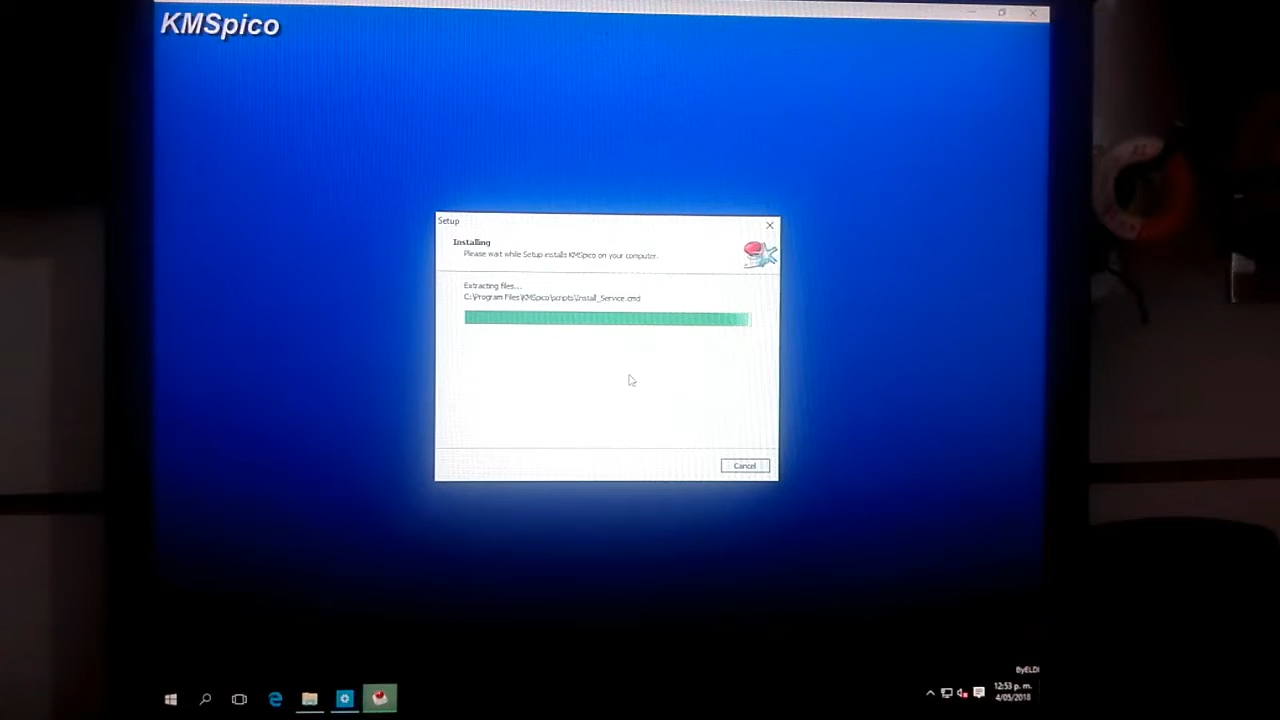 KMSpico
Setup
Installing
Please wait while Setup installs KMSpico on your computer.
Extracting files...
C:\Program Files\KMSpico\scripts\Install_Service.cmd
Cancel
ByELDI
12:53 p. m.
4/05/2018